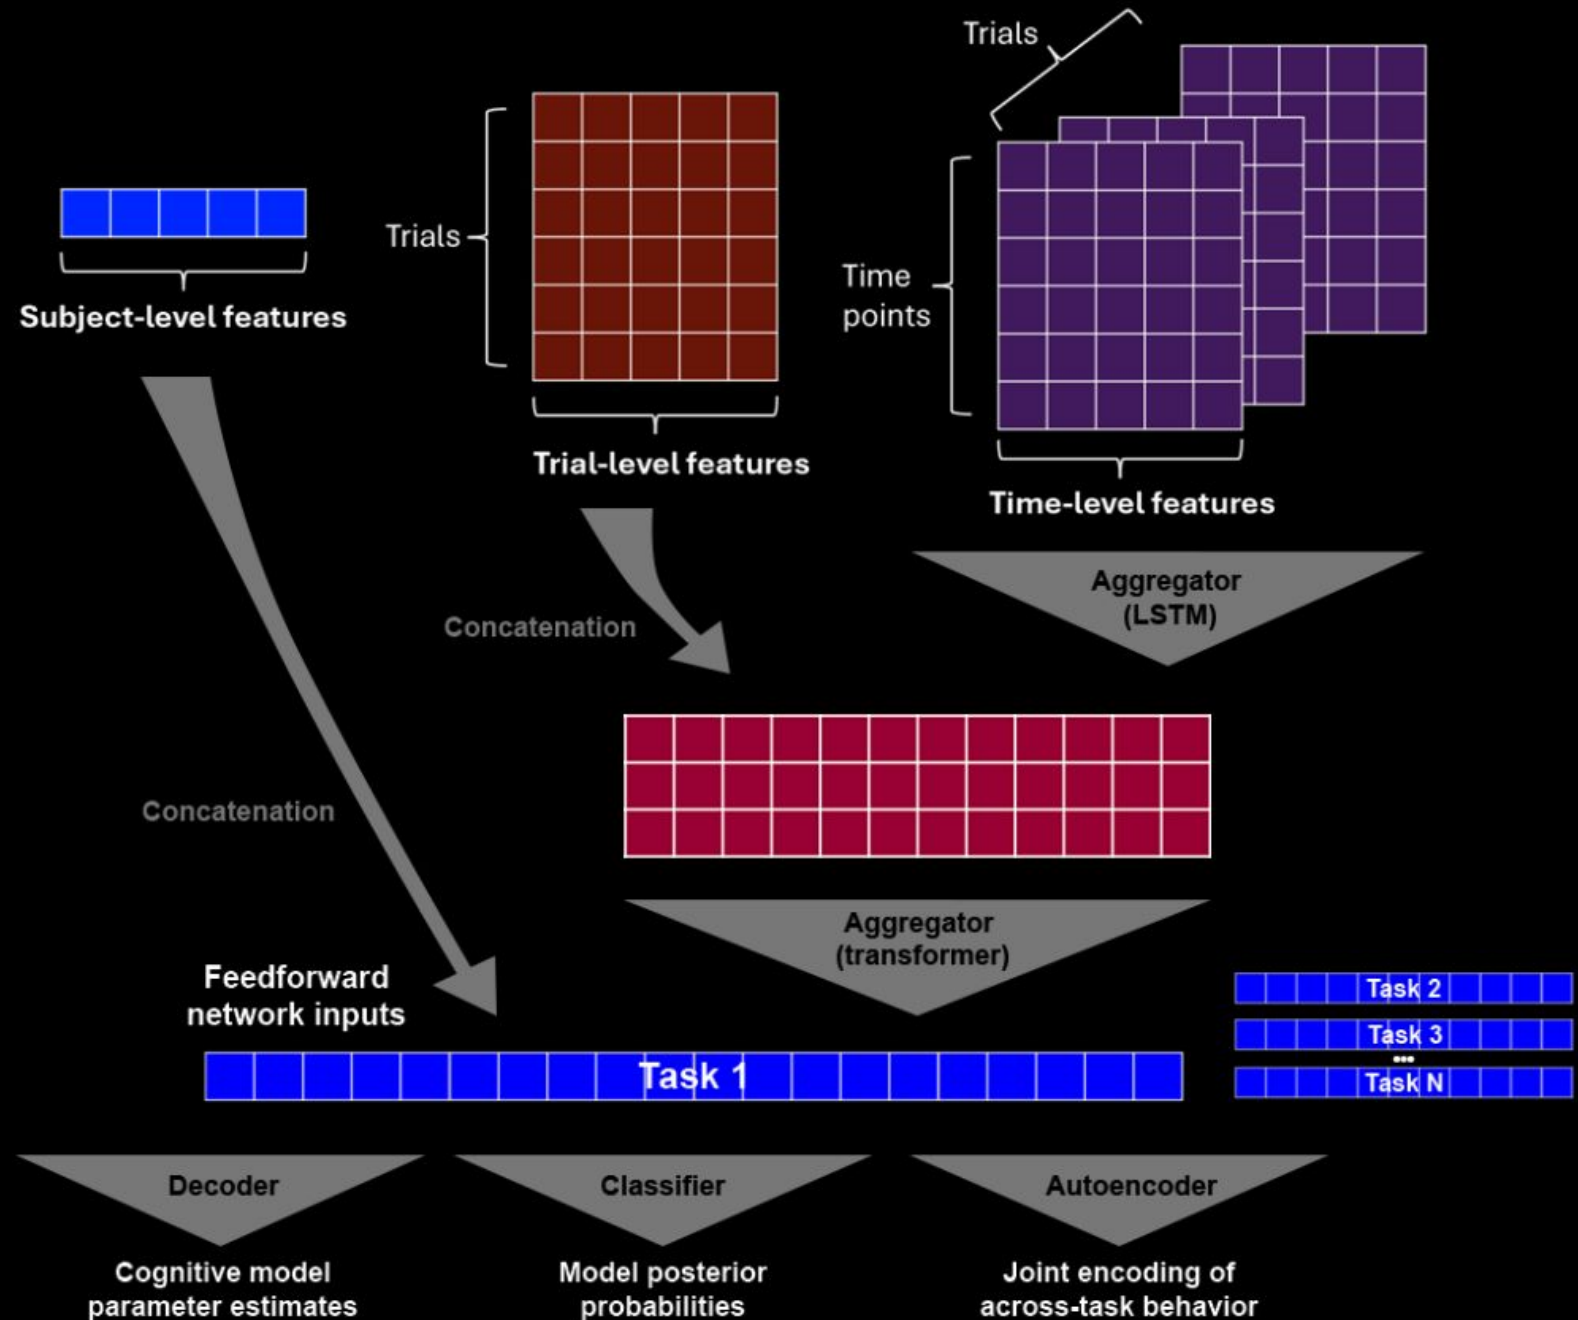 Trials
Trials
Subject-level features
Time
points
Trial-level features
Time-level features
Aggregator
(LSTM)
Concatenation
Concatenation
Aggregator
(transformer)
Feedforward
network inputs
Task 1
Task 2
Task 3
...
Task N
Decoder
Classifier
Autoencoder
Cognitive model
parameter estimates
Model posterior
probabilities
Joint encoding of
across-task behavior